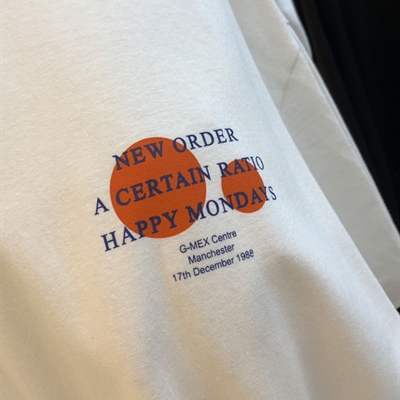 NEW ORDER
A CERTAIN RATIO
HAPPY MONDAYS
G-MEX Centre
Manchester
17th December 1988